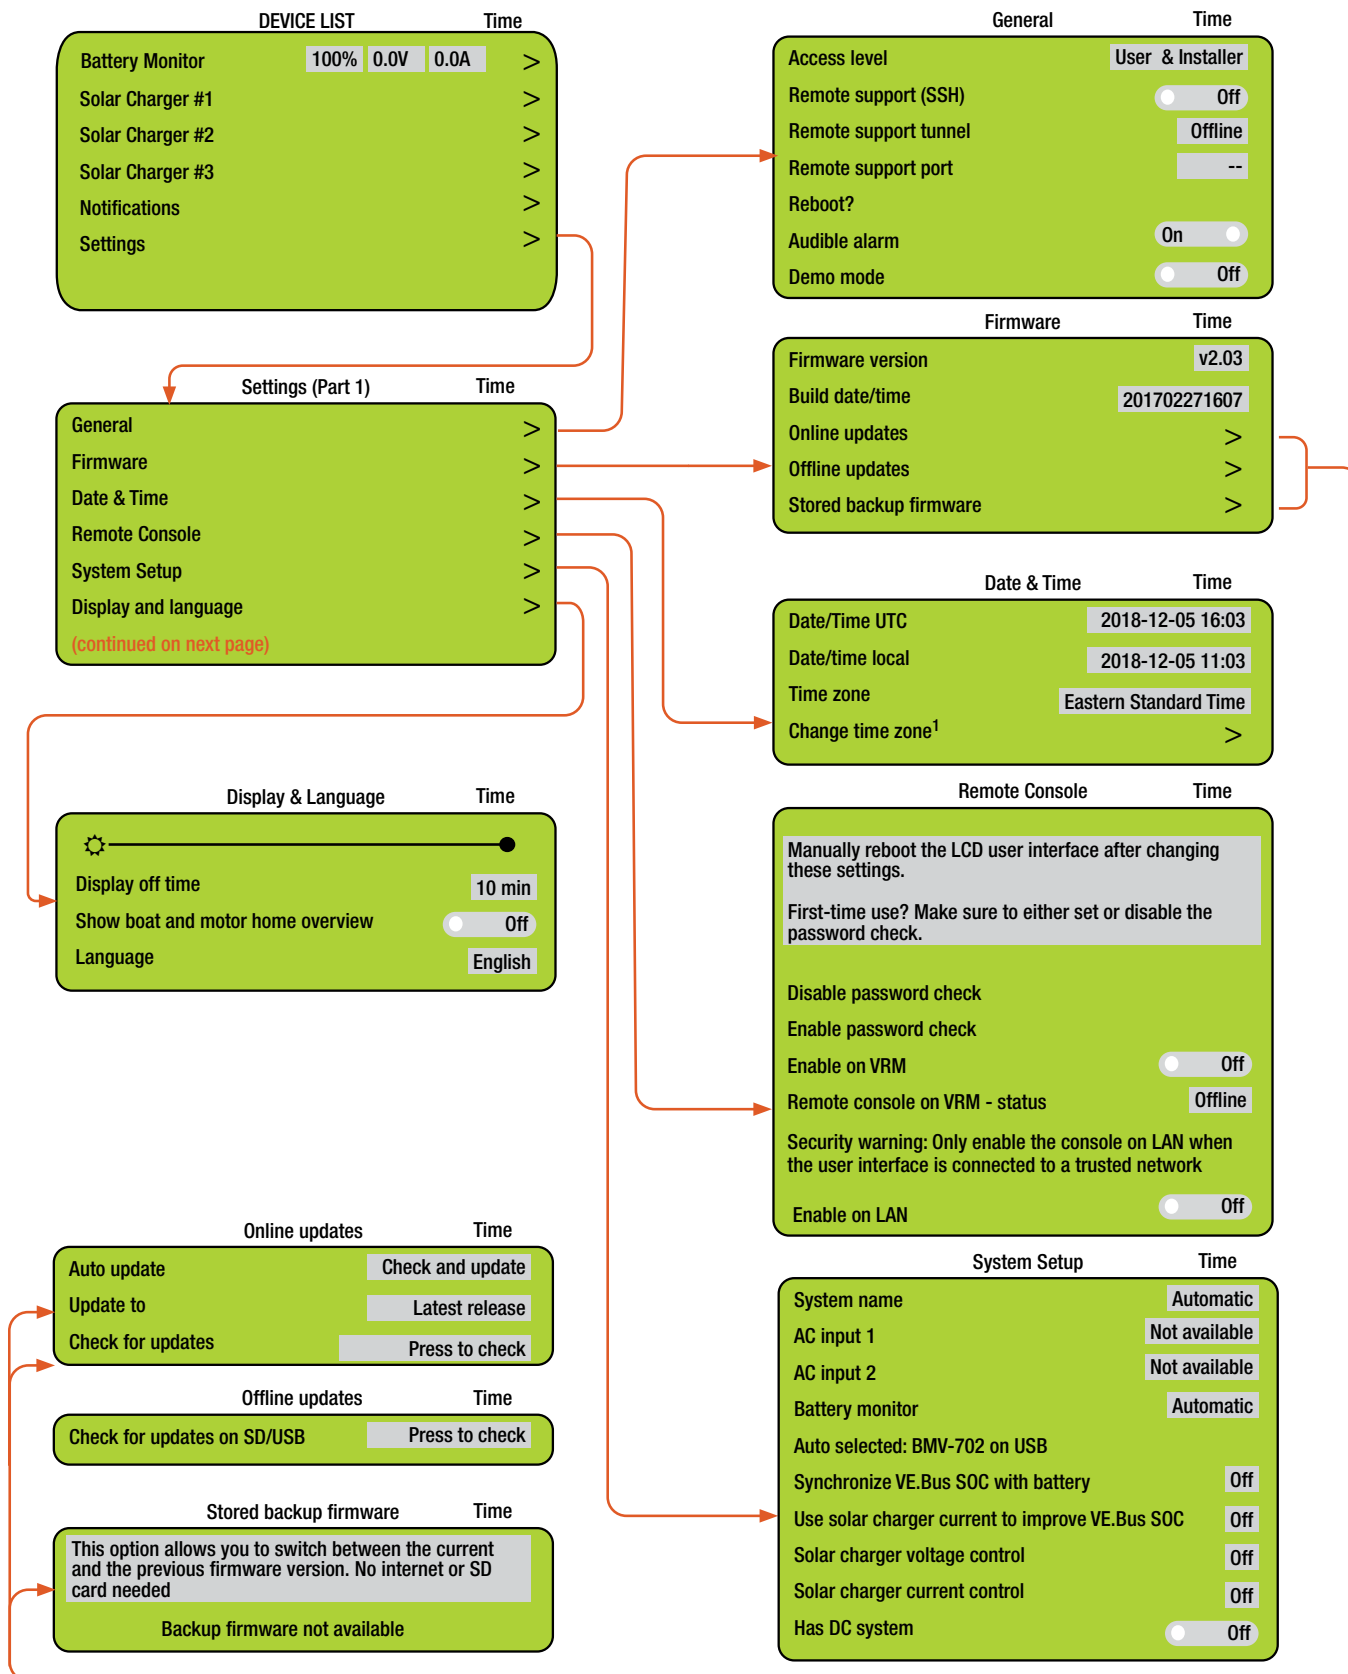 DEVICE LIST Time
Battery Monitor 100% 0.0V 0.0A >
Solar Charger #1 >
Solar Charger #2 >
Solar Charger #3 >
Notifications >
Settings >
Settings (Part 1) Time
General >
Firmware >
Date & Time >
Remote Console >
System Setup >
Display and language >
(continued on next page)
Display & Language Time
Display off time 10 min
Show boat and motor home overview Off
Language English
Online updates Time
Auto update Check and update
Update to Latest release
Check for updates Press to check
Offline updates Time
Check for updates on SD/USB Press to check
Stored backup firmware Time
This option allows you to switch between the current
and the previous firmware version. No internet or SD
card needed
Backup firmware not available
General Time
Access level User & Installer
Remote support (SSH) Off
Remote support tunnel Offline
Remote support port --
Reboot?
Audible alarm On
Demo mode Off
Firmware Time
Firmware version v2.03
Build date/time 201702271607
Online updates >
Offline updates >
Stored backup firmware >
Date & Time Time
Date/Time UTC 2018-12-05 16:03
Date/time local 2018-12-05 11:03
Time zone Eastern Standard Time
Change time zone1 >
Remote Console Time
Manually reboot the LCD user interface after changing
these settings.
First-time use? Make sure to either set or disable the
password check.
Disable password check
Enable password check
Enable on VRM Off
Remote console on VRM - status Offline
Security warning: Only enable the console on LAN when
the user interface is connected to a trusted network
Enable on LAN Off
System Setup Time
System name Automatic
AC input 1 Not available
AC input 2 Not available
Battery monitor Automatic
Auto selected: BMV-702 on USB
Synchronize VE.Bus SOC with battery Off
Use solar charger current to improve VE.Bus SOC Off
Solar charger voltage control Off
Solar charger current control Off
Has DC system Off